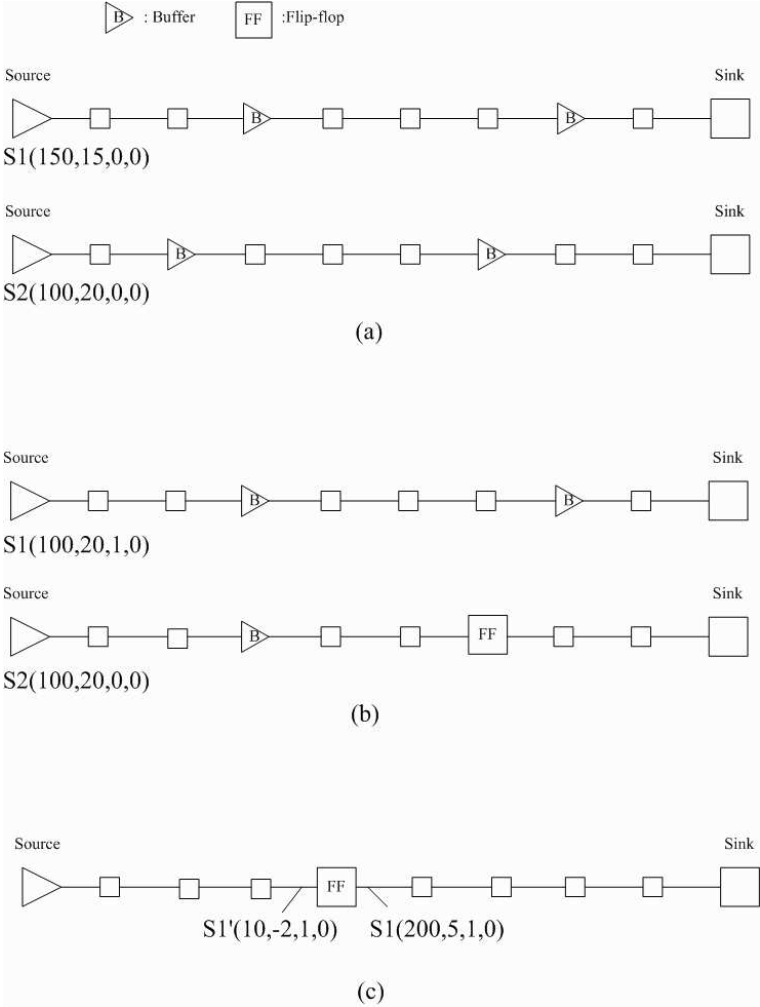 B : Buffer FF :Flip-flop
Source Sink
B B
S1(150,15,0,0)
Source Sink
B B
S2(100,20,0,0)
(a)
Source Sink
B B
S1(100,20,1,0)
Source Sink
B FF
S2(100,20,0,0)
(b)
Source Sink
FF
S1'(10,-2,1,0) S1(200,5,1,0)
(c)